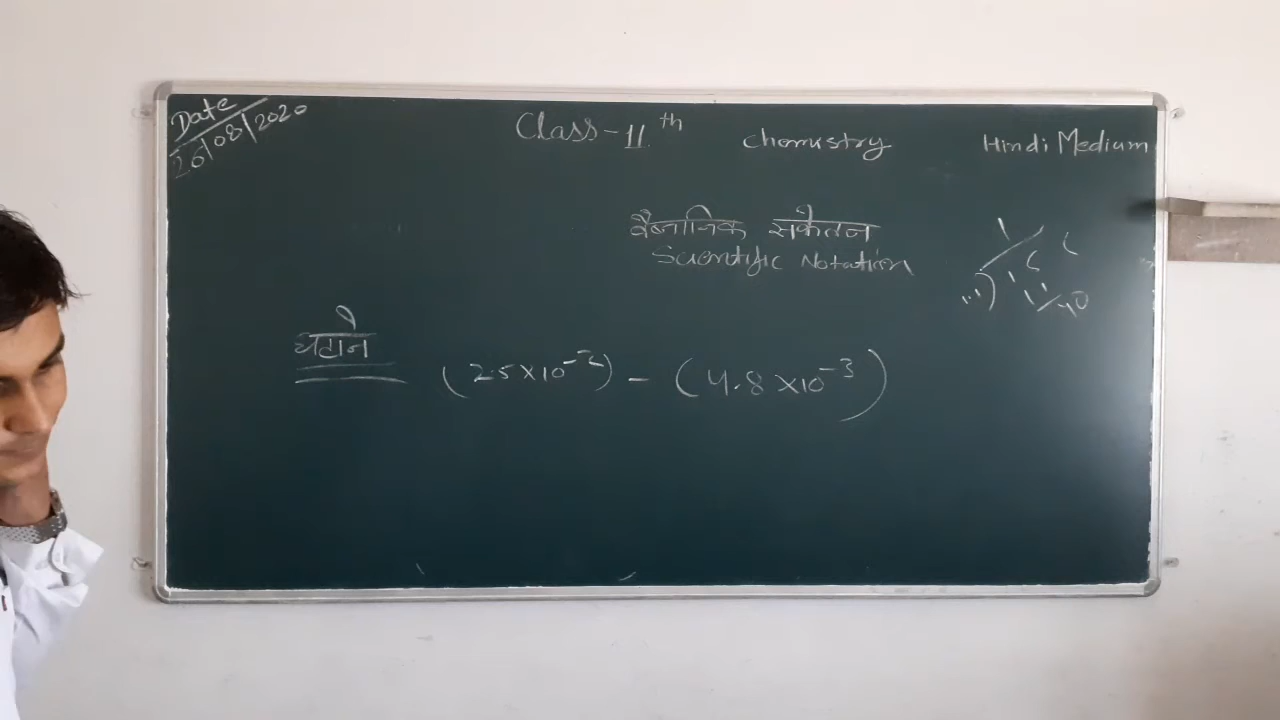 Date
26/08/2020
Class-11th Chemistry Hindi Medium
वैज्ञानिक संकेतन
Scientific Notation
घटाने (2.5×10⁻²) - (4.8×10⁻³)